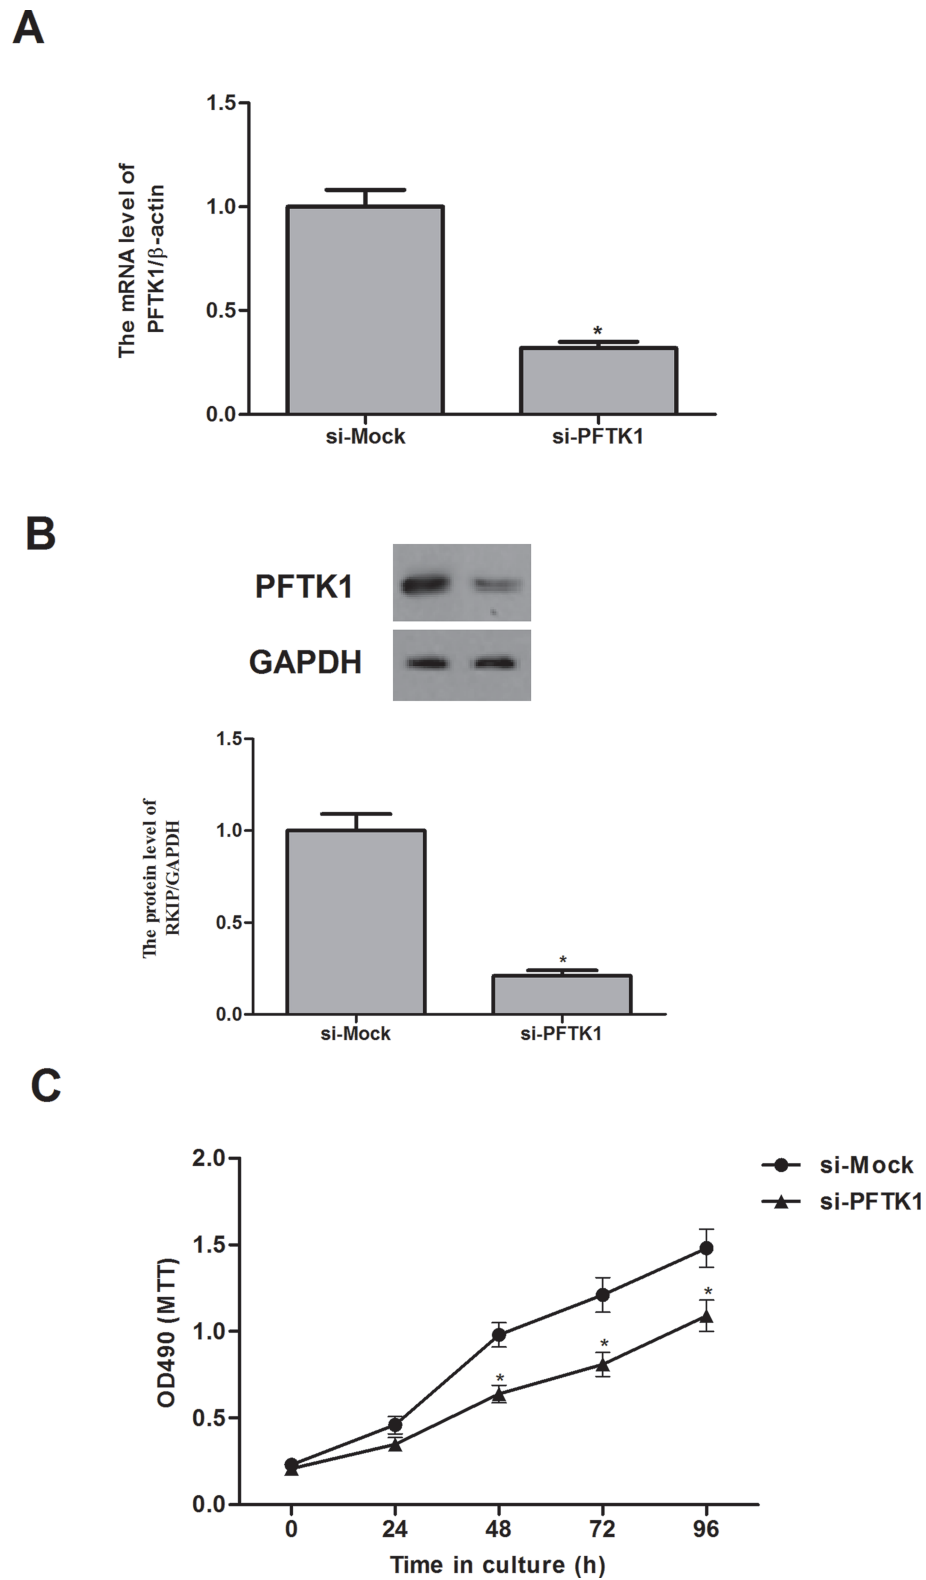 A
1.5
1.0
0.5
0.0
The mRNA level of
PFTK1/β-actin
*
si-Mock
si-PFTK1
B
PFTK1
GAPDH
1.5
1.0
0.5
0.0
The protein level of
RKIP/GAPDH
*
si-Mock
si-PFTK1
C
2.0
1.5
1.0
0.5
0.0
OD490 (MTT)
si-Mock
si-PFTK1
*
*
*
0
24
48
72
96
Time in culture (h)